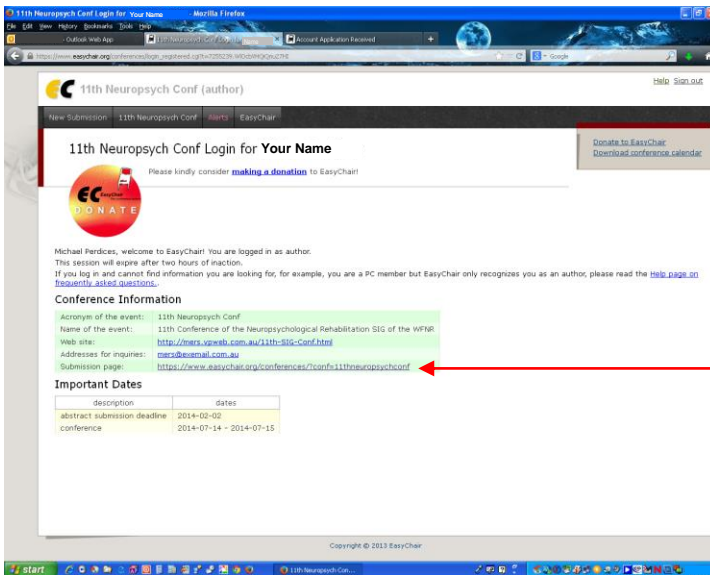 11th Neuropsych Conf Login for Your Name - Mozilla Firefox
File Edit View History Bookmarks Tools Help
Outlook Web App
Account Application Received
Google
EC 11th Neuropsych Conf (author)
Help Sign out
New Submission 11th Neuropsych Conf Alerts EasyChair
11th Neuropsych Conf Login for Your Name
Donate to EasyChair
Download conference calendar
Please kindly consider making a donation to EasyChair!
EC EasyChair
DONATE
Michael Perdices, welcome to EasyChair! You are logged in as author.
This session will expire after two hours of inaction.
If you log in and cannot find information you are looking for, for example, you are a PC member but EasyChair only recognizes you as an author, please read the Help page on
frequently asked questions..
Conference Information
Acronym of the event: 11th Neuropsych Conf
Name of the event: 11th Conference of the Neuropsychological Rehabilitation SIG of the WFNR
Web site: http://mers.vpweb.com.au/11th-SIG-Conf.html
Addresses for inquiries: mers@exemail.com.au
Submission page: https://www.easychair.org/conferences/?conf=11thneuropsychconf
Important Dates
description dates
abstract submission deadline 2014-02-02
conference 2014-07-14 - 2014-07-15
Copyright © 2013 EasyChair
start
11th Neuropsych Con...